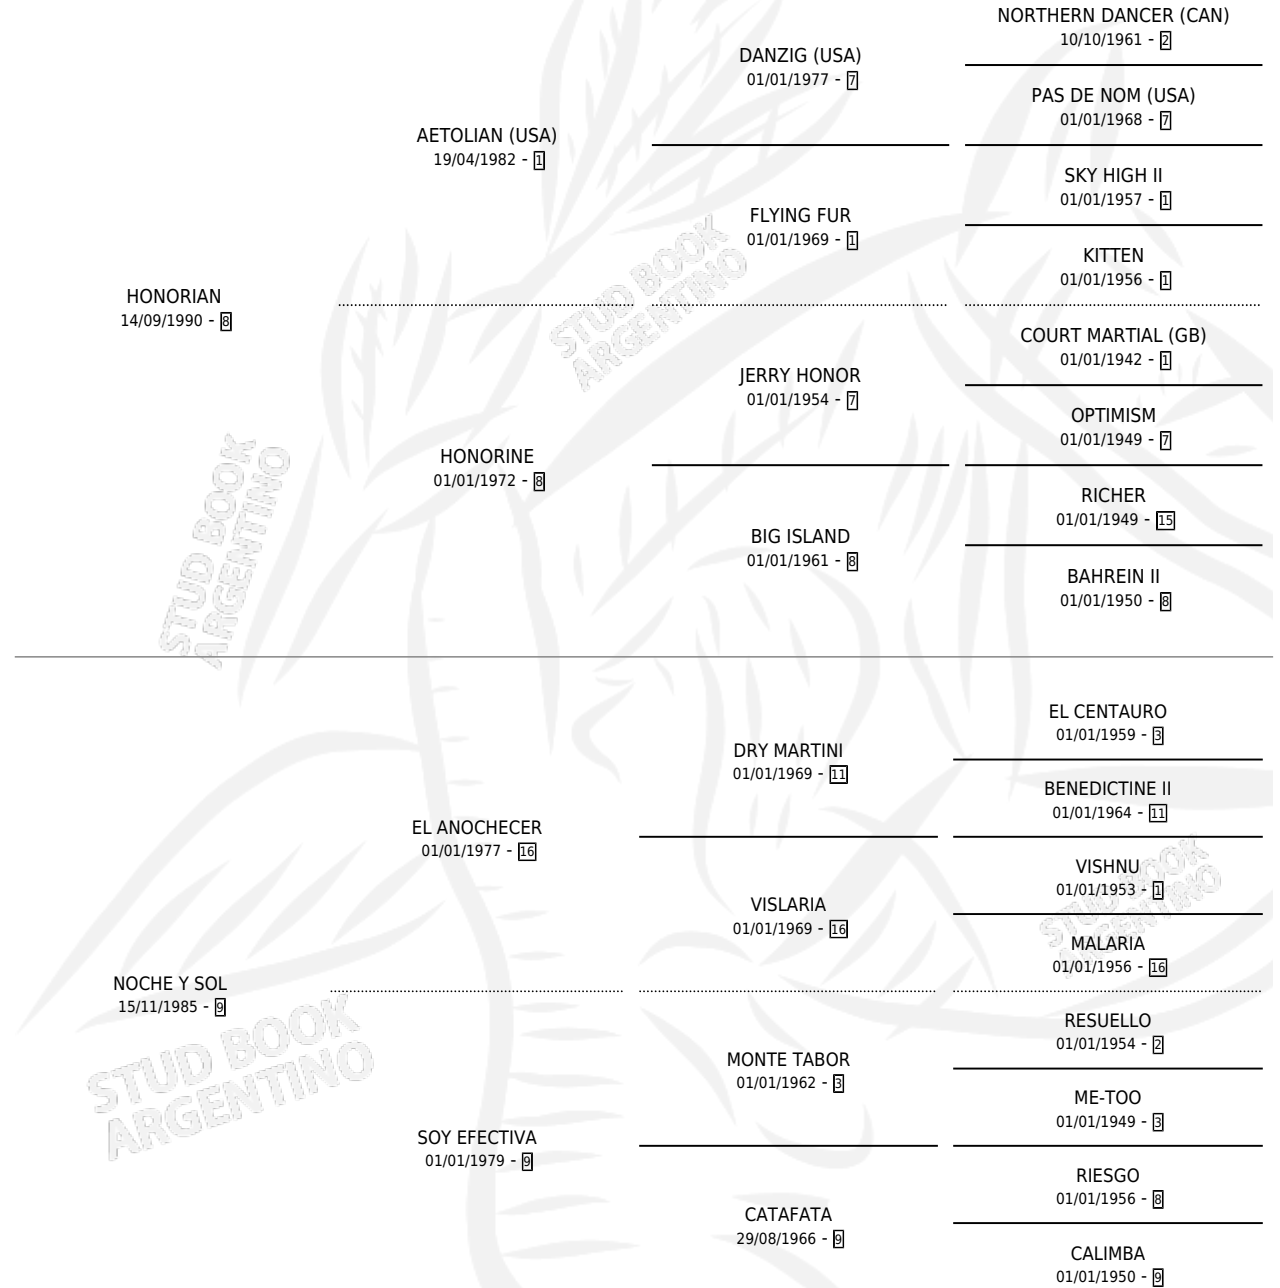 NORTHERN DANCER (CAN)
10/10/1961 - 2
DANZIG (USA)
01/01/1977 - 7
PAS DE NOM (USA)
01/01/1968 - 7
AETOLIAN (USA)
19/04/1982 - 1
SKY HIGH II
01/01/1957 - 1
FLYING FUR
01/01/1969 - 1
KITTEN
01/01/1956 - 1
HONORIAN
14/09/1990 - 8
COURT MARTIAL (GB)
01/01/1942 - 1
JERRY HONOR
01/01/1954 - 7
OPTIMISM
01/01/1949 - 7
HONORINE
01/01/1972 - 8
RICHER
01/01/1949 - 15
BIG ISLAND
01/01/1961 - 8
BAHREIN II
01/01/1950 - 8
STUD BOOK
ARGENTINO
STUD BOOK
ARGENTINO
EL CENTAURO
01/01/1959 - 3
DRY MARTINI
01/01/1969 - 11
BENEDICTINE II
01/01/1964 - 11
EL ANOCHECER
01/01/1977 - 16
VISHNU
01/01/1953 - 1
VISLARIA
01/01/1969 - 16
MALARIA
01/01/1956 - 16
NOCHE Y SOL
15/11/1985 - 9
RESUELLO
01/01/1954 - 2
MONTE TABOR
01/01/1962 - 3
ME-TOO
01/01/1949 - 3
SOY EFECTIVA
01/01/1979 - 9
RIESGO
01/01/1956 - 8
CATAFATA
29/08/1966 - 9
CALIMBA
01/01/1950 - 9
STUD BOOK
ARGENTINO
STUD BOOK
ARGENTINO